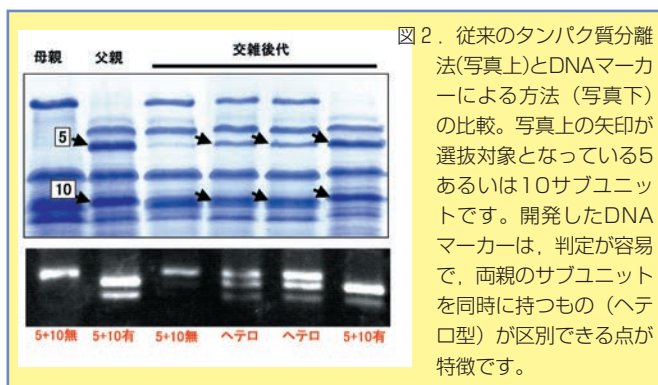 母親 父親 交雑後代
5
10
5+10無 5+10有 5+10無 ヘテロ ヘテロ 5+10有
図2．従来のタンパク質分離
法(写真上)とDNAマーカ
ーによる方法（写真下）
の比較。写真上の矢印が
選抜対象となっている5
あるいは10サブユニッ
トです。開発したDNA
マーカーは，判定が容易
で，両親のサブユニット
を同時に持つもの（ヘテ
ロ型）が区別できる点が
特徴です。